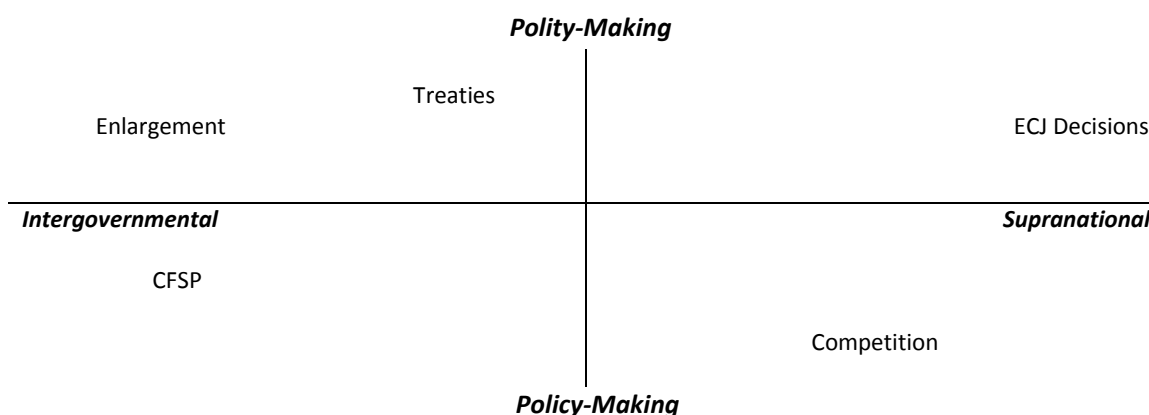 Polity-Making
Treaties
Enlargement
ECJ Decisions
Intergovernmental
Supranational
CFSP
Competition
Policy-Making